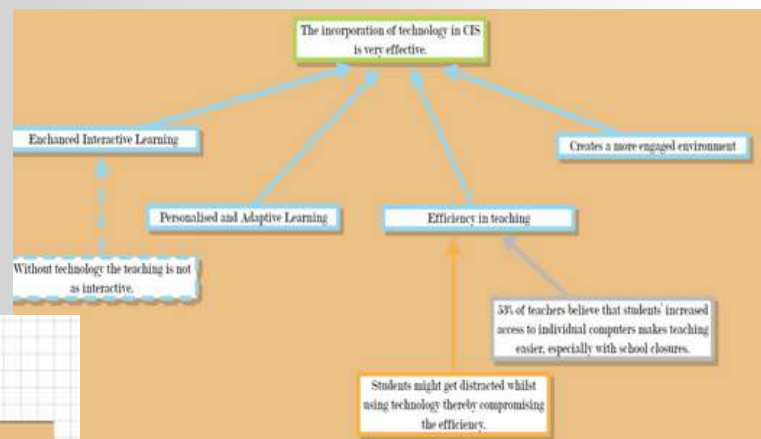 The incorporation of technology in CIS
is very effective.
Enchanced Interactive Learning
Creates a more engaged environment
Personalised and Adaptive Learning
Efficiency in teaching
Without technology the teaching is not
as interactive.
53% of teachers believe that students' increased
access to individual computers makes teaching
easier, especially with school closures.
Students might get distracted whilst
using technology thereby compromising
the efficiency.